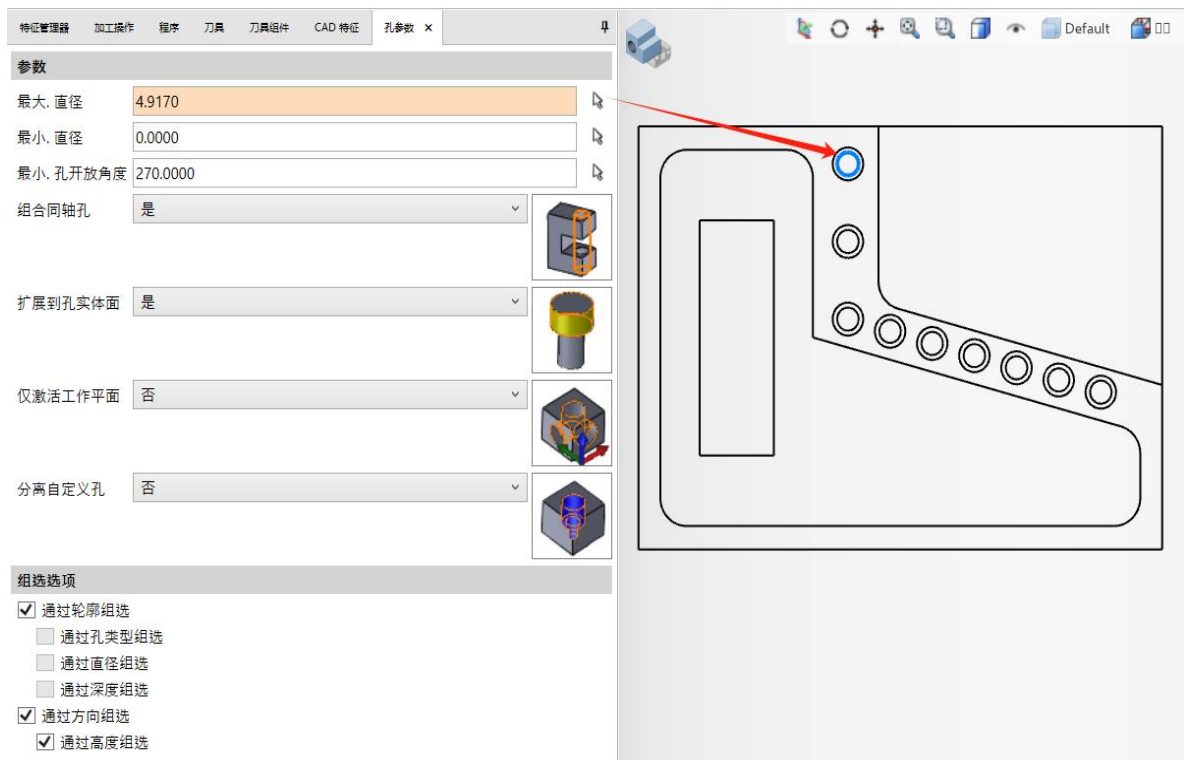 特征管理器 加工操作 程序 刀具 刀具组件 CAD 特征 孔参数 ×
Default
参数
最大. 直径 4.9170
最小. 直径 0.0000
最小. 孔开放角度 270.0000
组合同轴孔 是
扩展到孔实体面 是
仅激活工作平面 否
分离自定义孔 否
组选选项
通过轮廓组选
通过孔类型组选
通过直径组选
通过深度组选
通过方向组选
通过高度组选